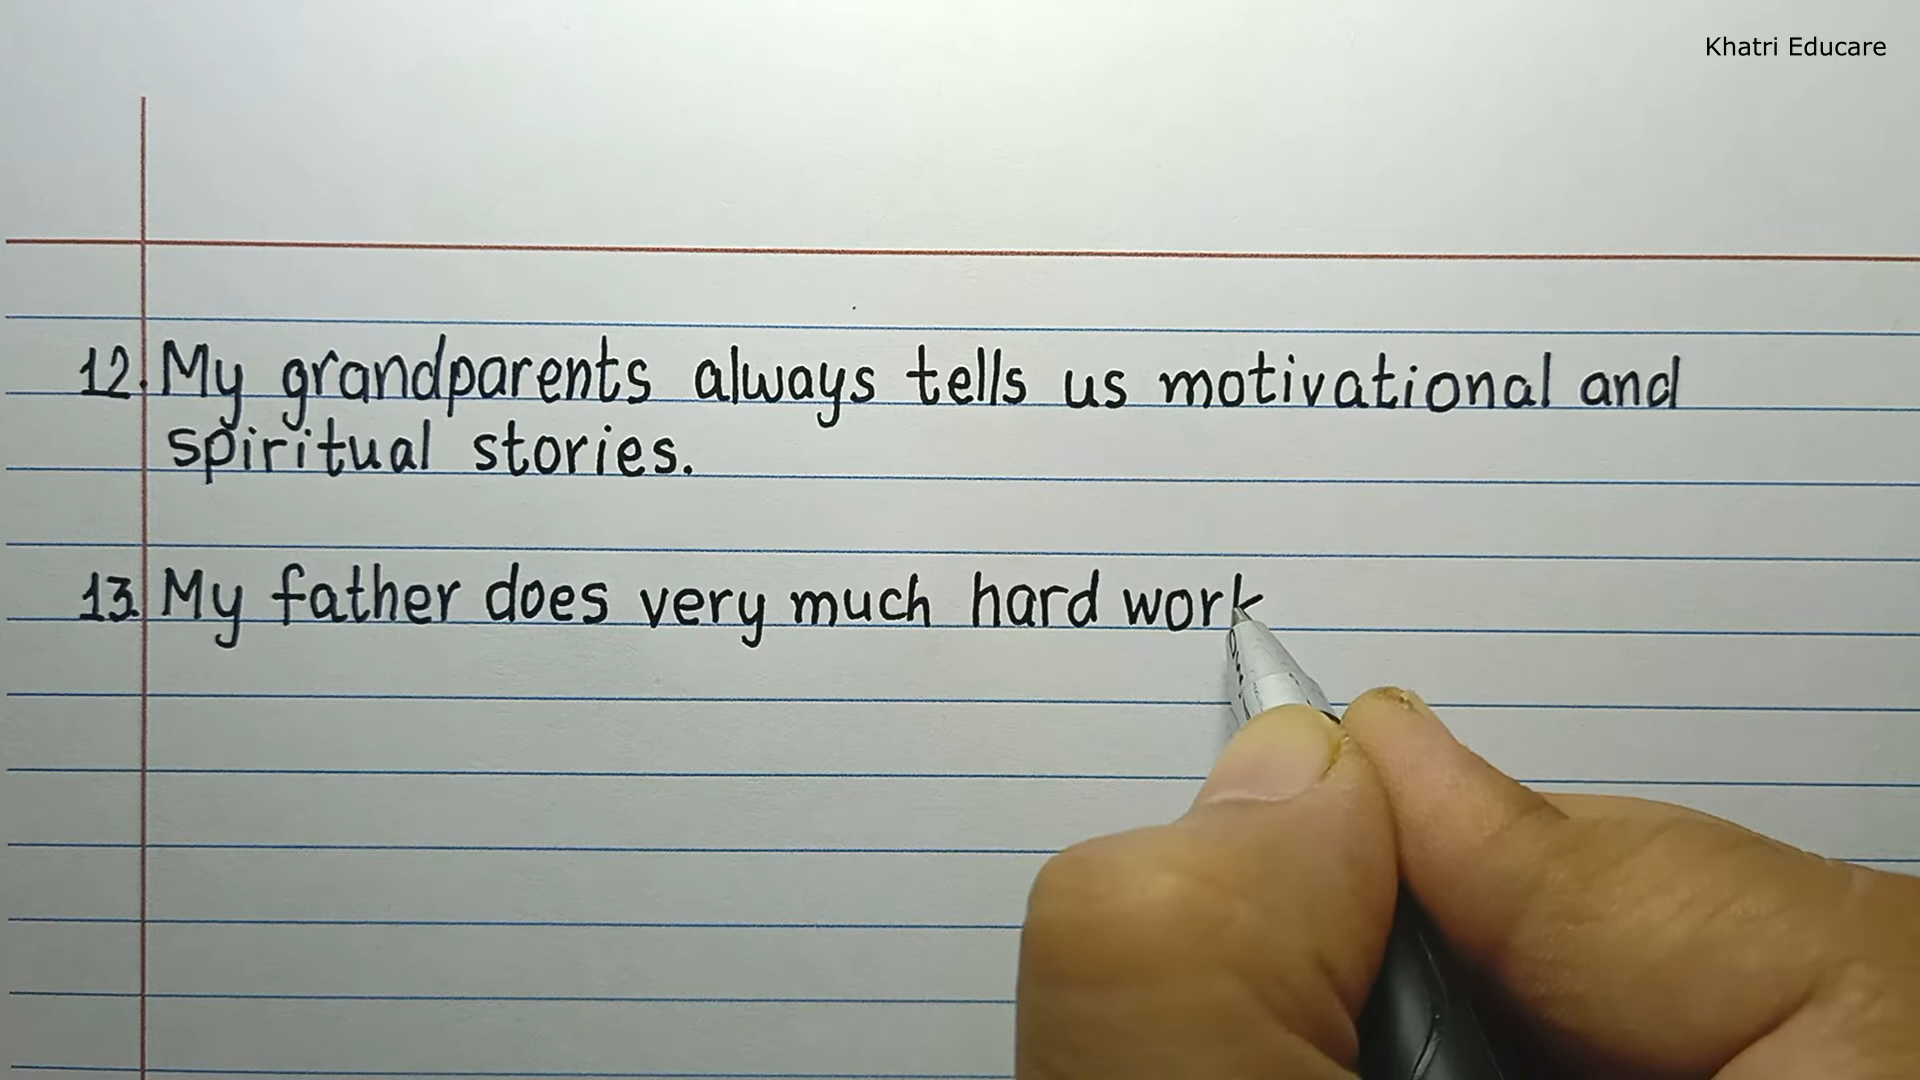 Khatri Educare
12. My grandparents always tells us motivational and
spiritual stories.
13. My father does very much hard work